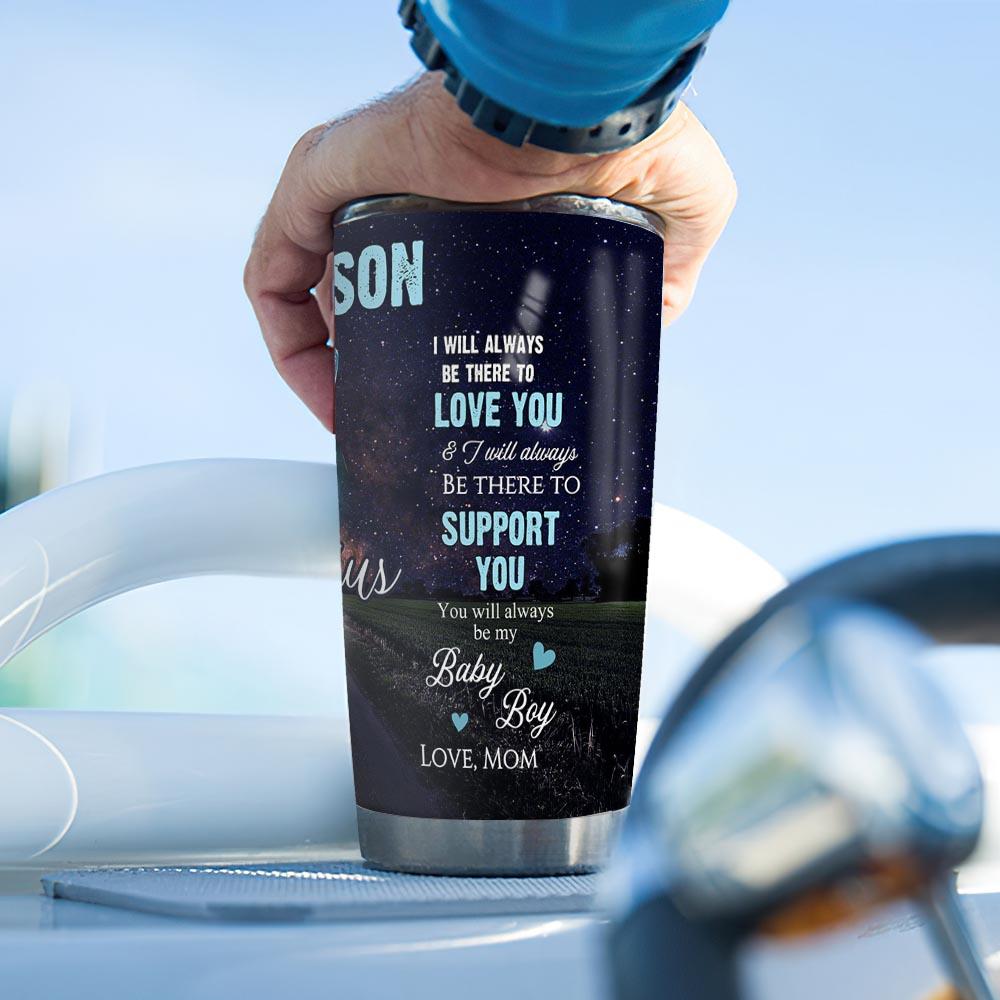 SON
I WILL ALWAYS
BE THERE TO
LOVE YOU
& I will always
BE THERE TO
SUPPORT
YOU
You will always
be my
Baby
Boy
LOVE, MOM